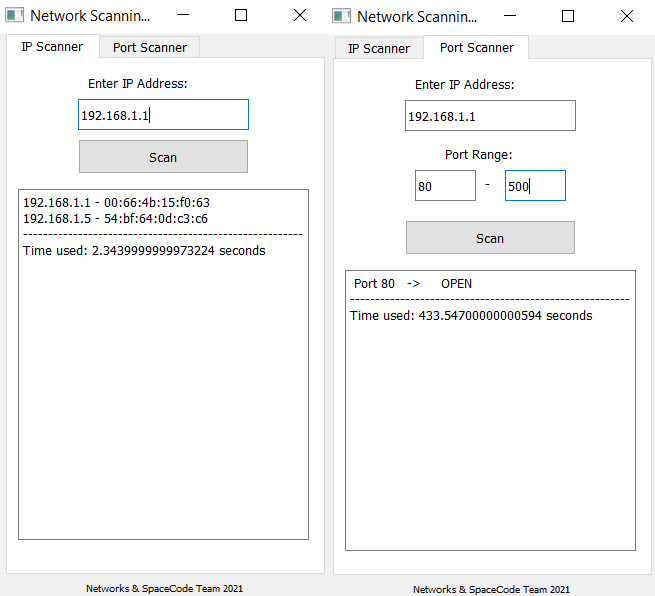 Network Scannin...
IP Scanner
Port Scanner
Enter IP Address:
192.168.1.1
Scan
192.168.1.1 - 00:66:4b:15:f0:63
192.168.1.5 - 54:bf:64:0d:c3:c6
------------------------------------------------------------
Time used: 2.3439999999973224 seconds
Networks & SpaceCode Team 2021
Network Scannin...
IP Scanner
Port Scanner
Enter IP Address:
192.168.1.1
Port Range:
80 - 500
Scan
Port 80 -> OPEN
------------------------------------------------------------
Time used: 433.54700000000594 seconds
Networks & SpaceCode Team 2021